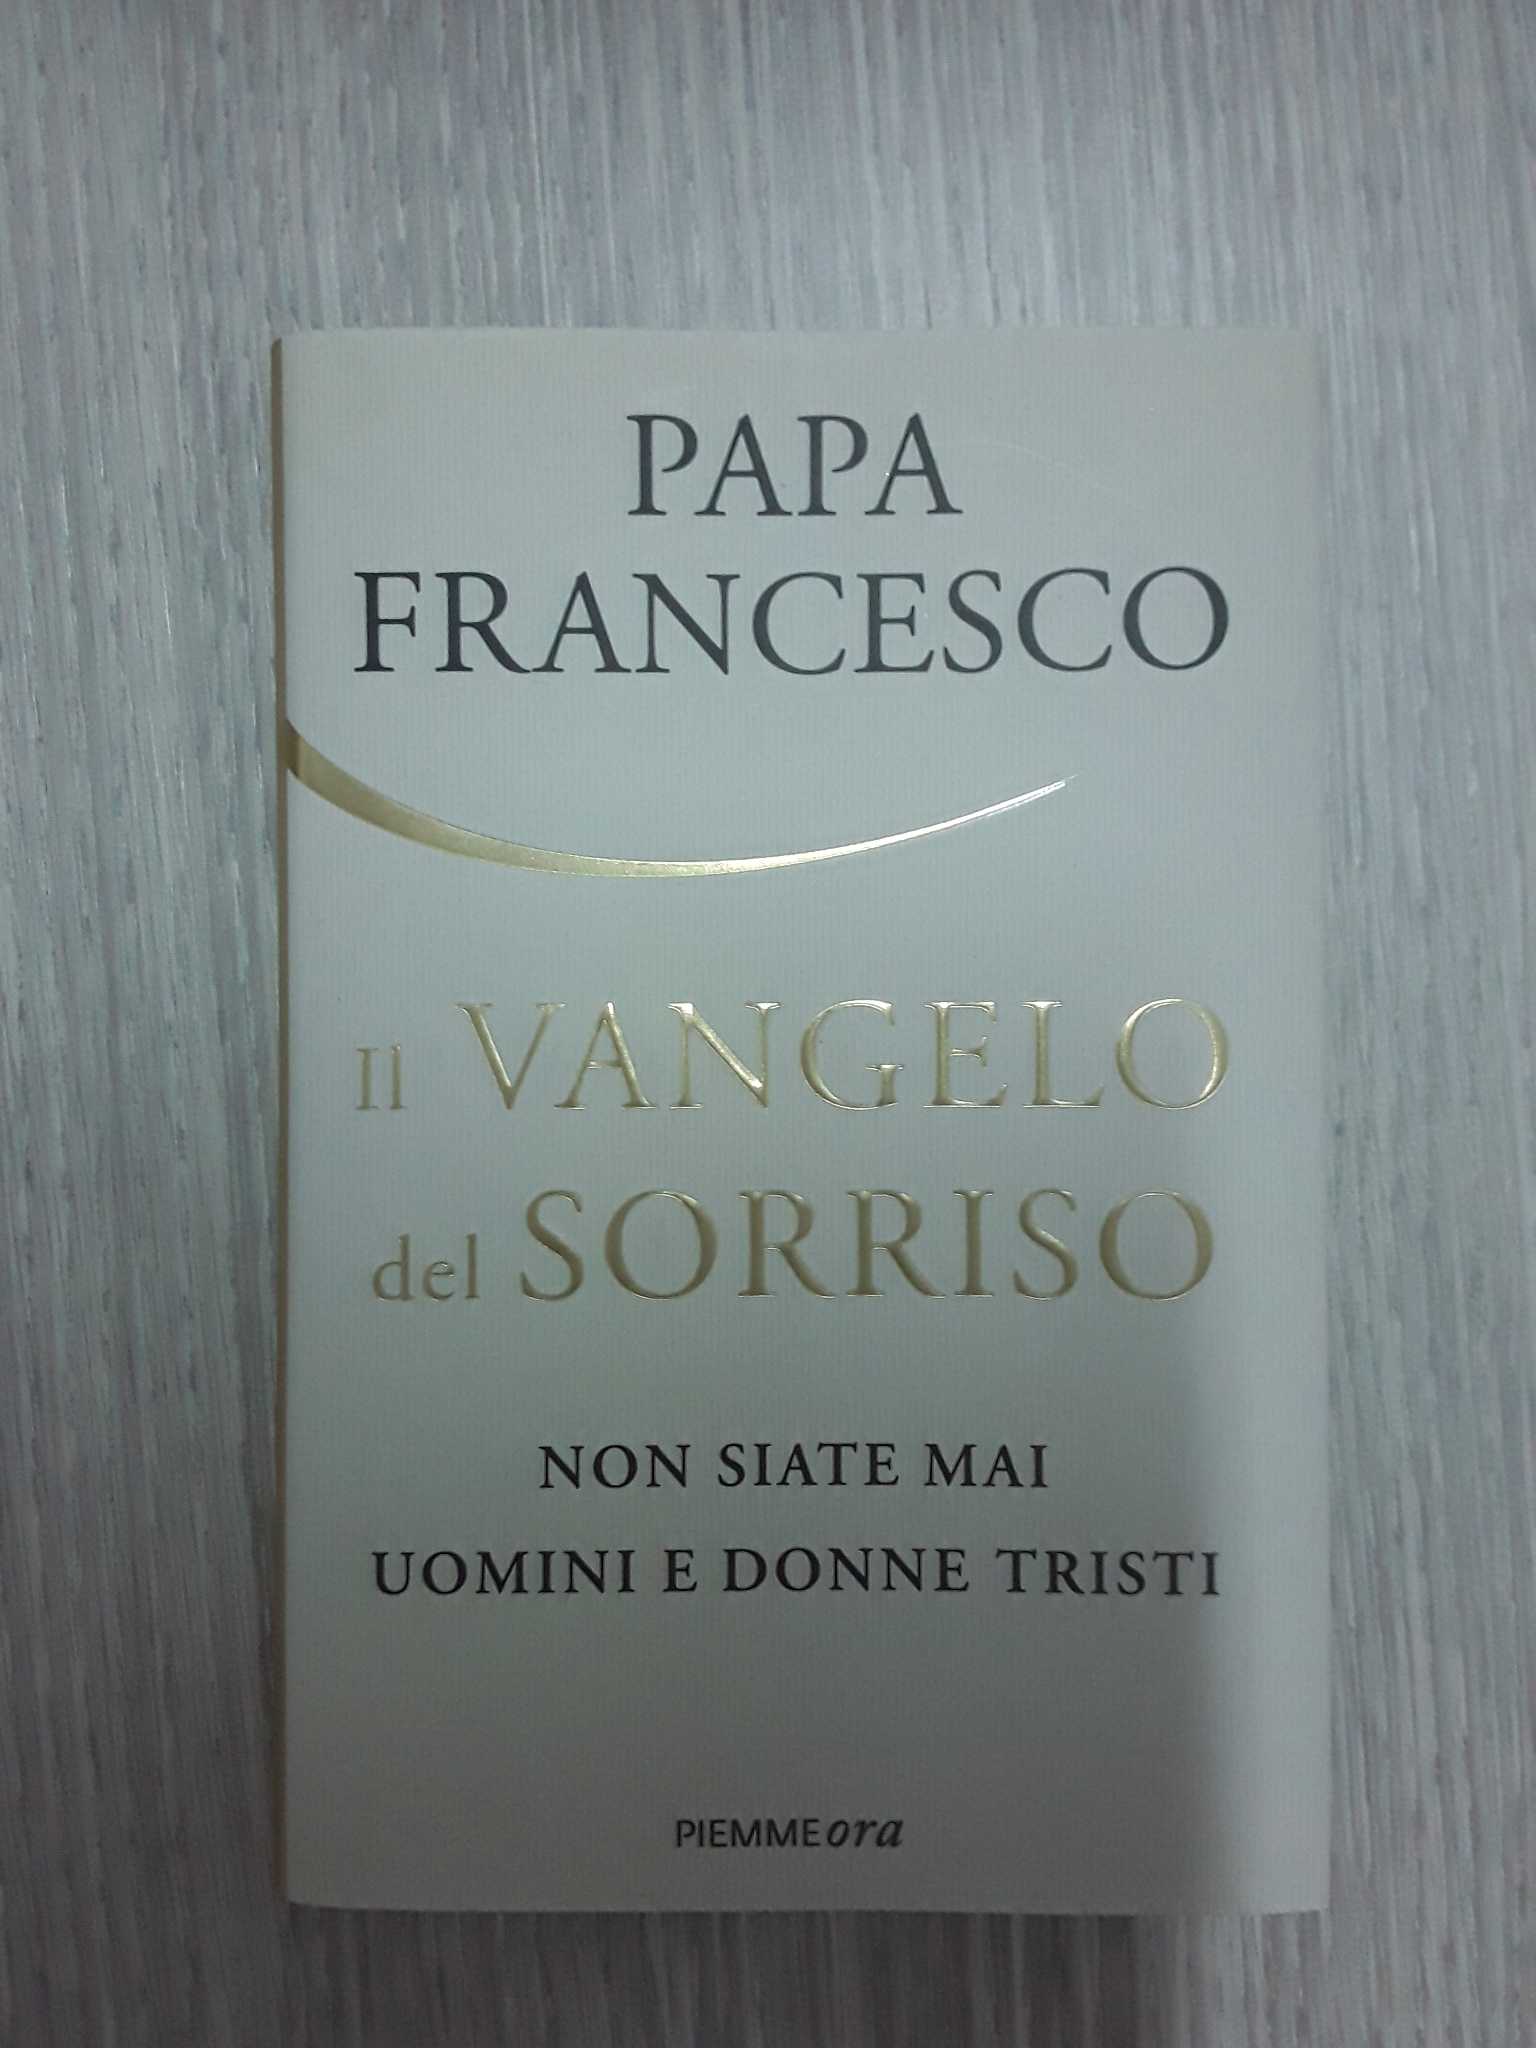 PAPA
FRANCESCO
Il VANGELO
del SORRISO
NON SIATE MAI
UOMINI E DONNE TRISTI
PIEMMEora